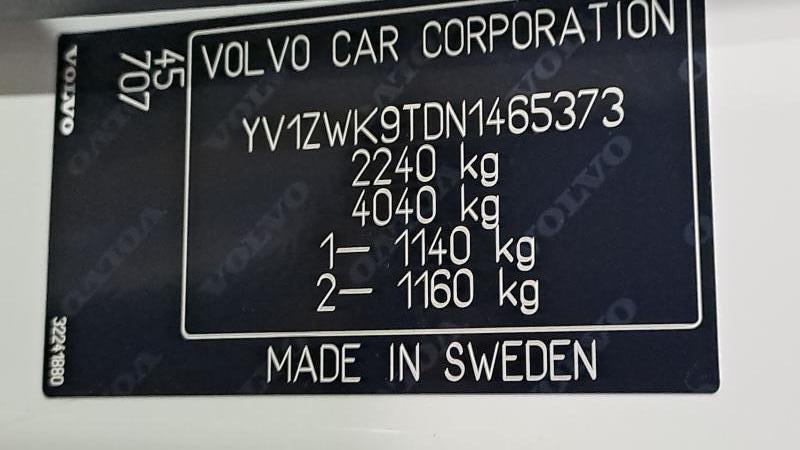 VOLVO
45
707
VOLVO CAR CORPORATION
YV1ZWK9TDN1465373
2240 kg
4040 kg
1— 1140 kg
2— 1160 kg
32241880
MADE IN SWEDEN